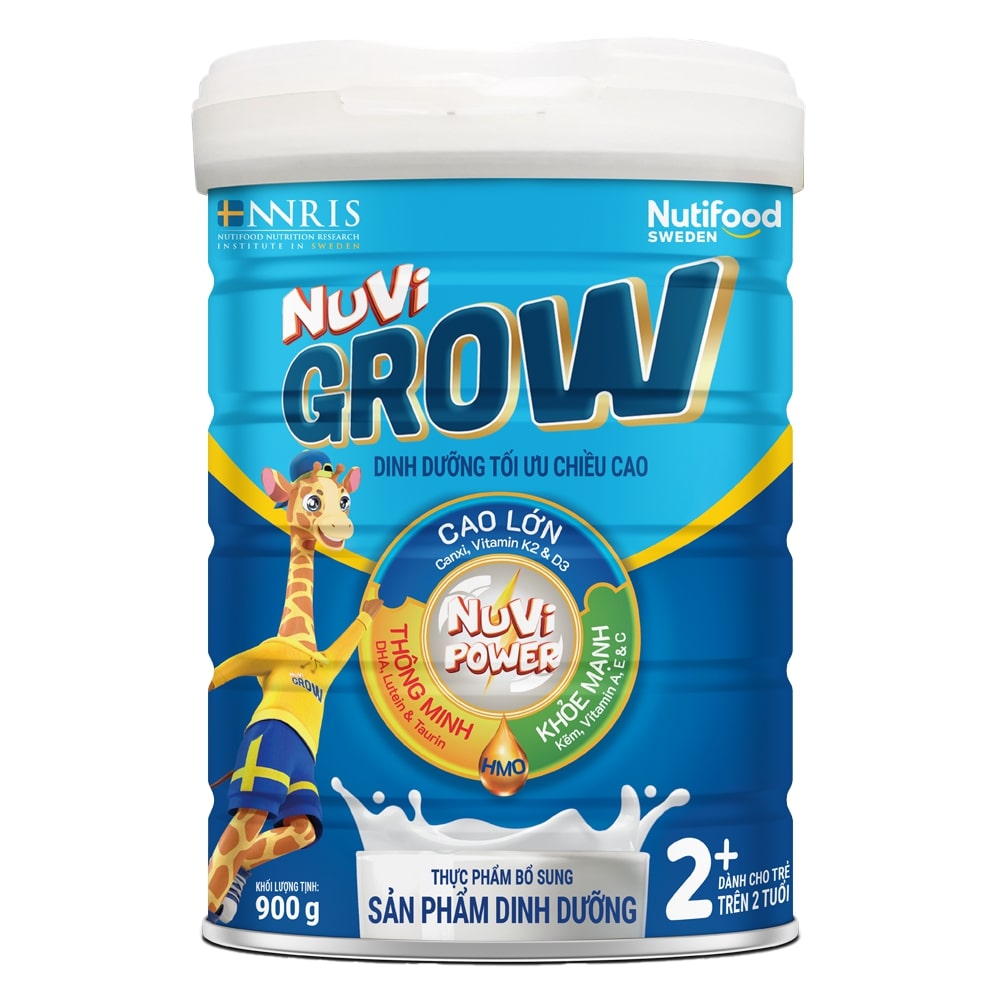 NNRIS
NUTIFOOD NUTRITION RESEARCH
INSTITUTE IN SWEDEN
Nutifood
SWEDEN
NuVi
GROW
DINH DƯỠNG TỐI ƯU CHIỀU CAO
CAO LỚN
Canxi, Vitamin K2 & D3
NuVi
POWER
THÔNG MINH
DHA, Lutein & Taurin
KHỎE MẠNH
Kẽm, Vitamin A, E & C
HMO
NUVI
GROW
KHỐI LƯỢNG TỊNH:
900 g
THỰC PHẨM BỔ SUNG
SẢN PHẨM DINH DƯỠNG
2+
DÀNH CHO TRẺ
TRÊN 2 TUỔI